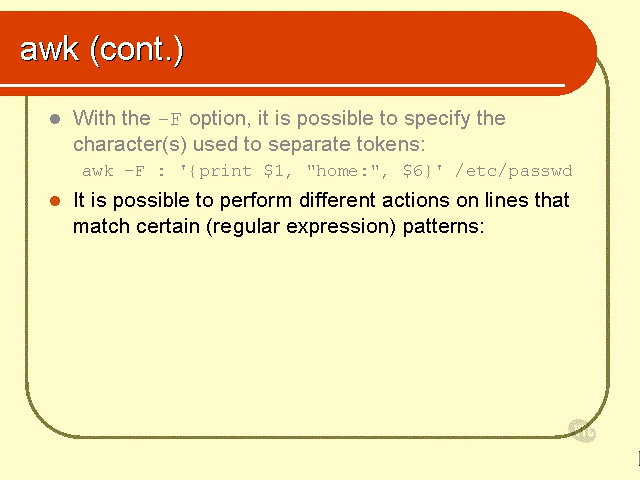 awk (cont.)
With the –F option, it is possible to specify the
character(s) used to separate tokens:
awk –F : '{print $1, "home:", $6}' /etc/passwd
It is possible to perform different actions on lines that
match certain (regular expression) patterns: